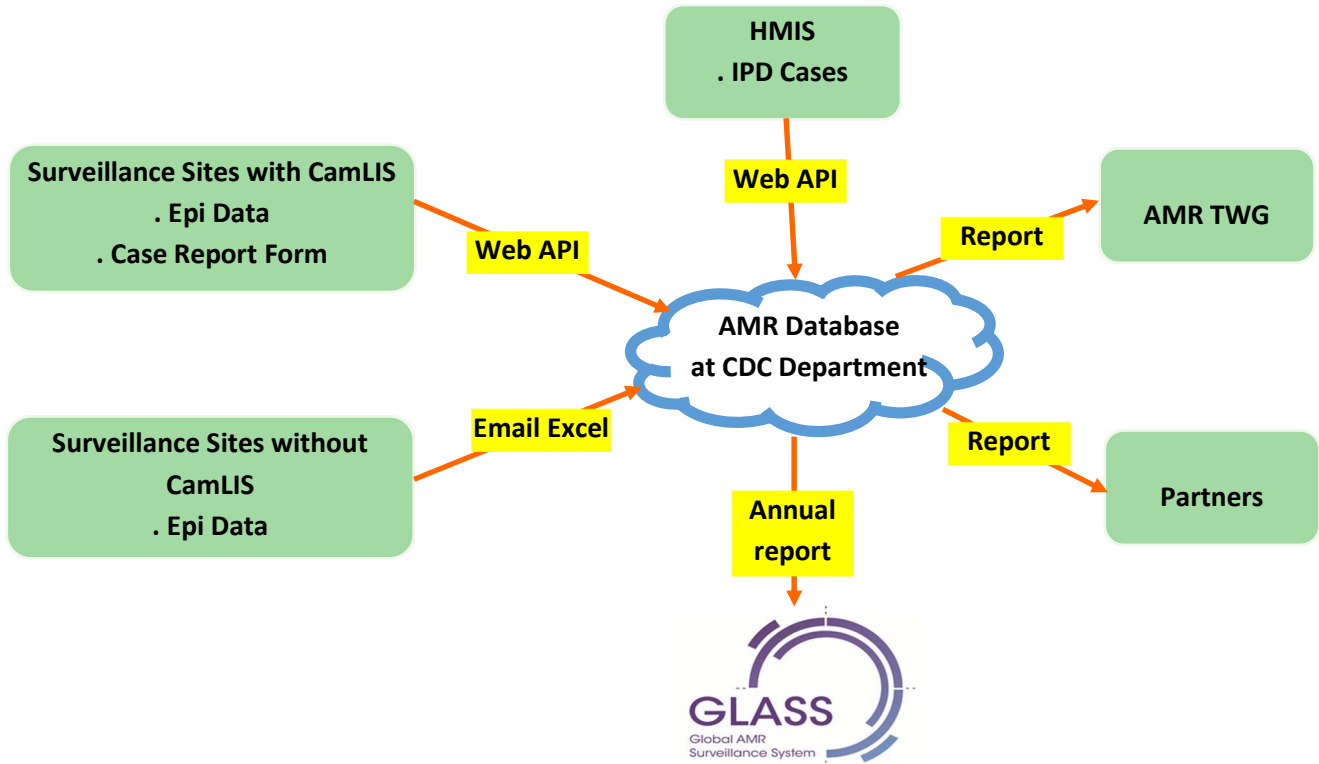 HMIS
. IPD Cases
Surveillance Sites with CamLIS
. Epi Data
. Case Report Form
Web API
Web API
Report
AMR TWG
AMR Database
at CDC Department
Surveillance Sites without
CamLIS
. Epi Data
Email Excel
Report
Partners
Annual
report
GLASS
Global AMR
Surveillance System